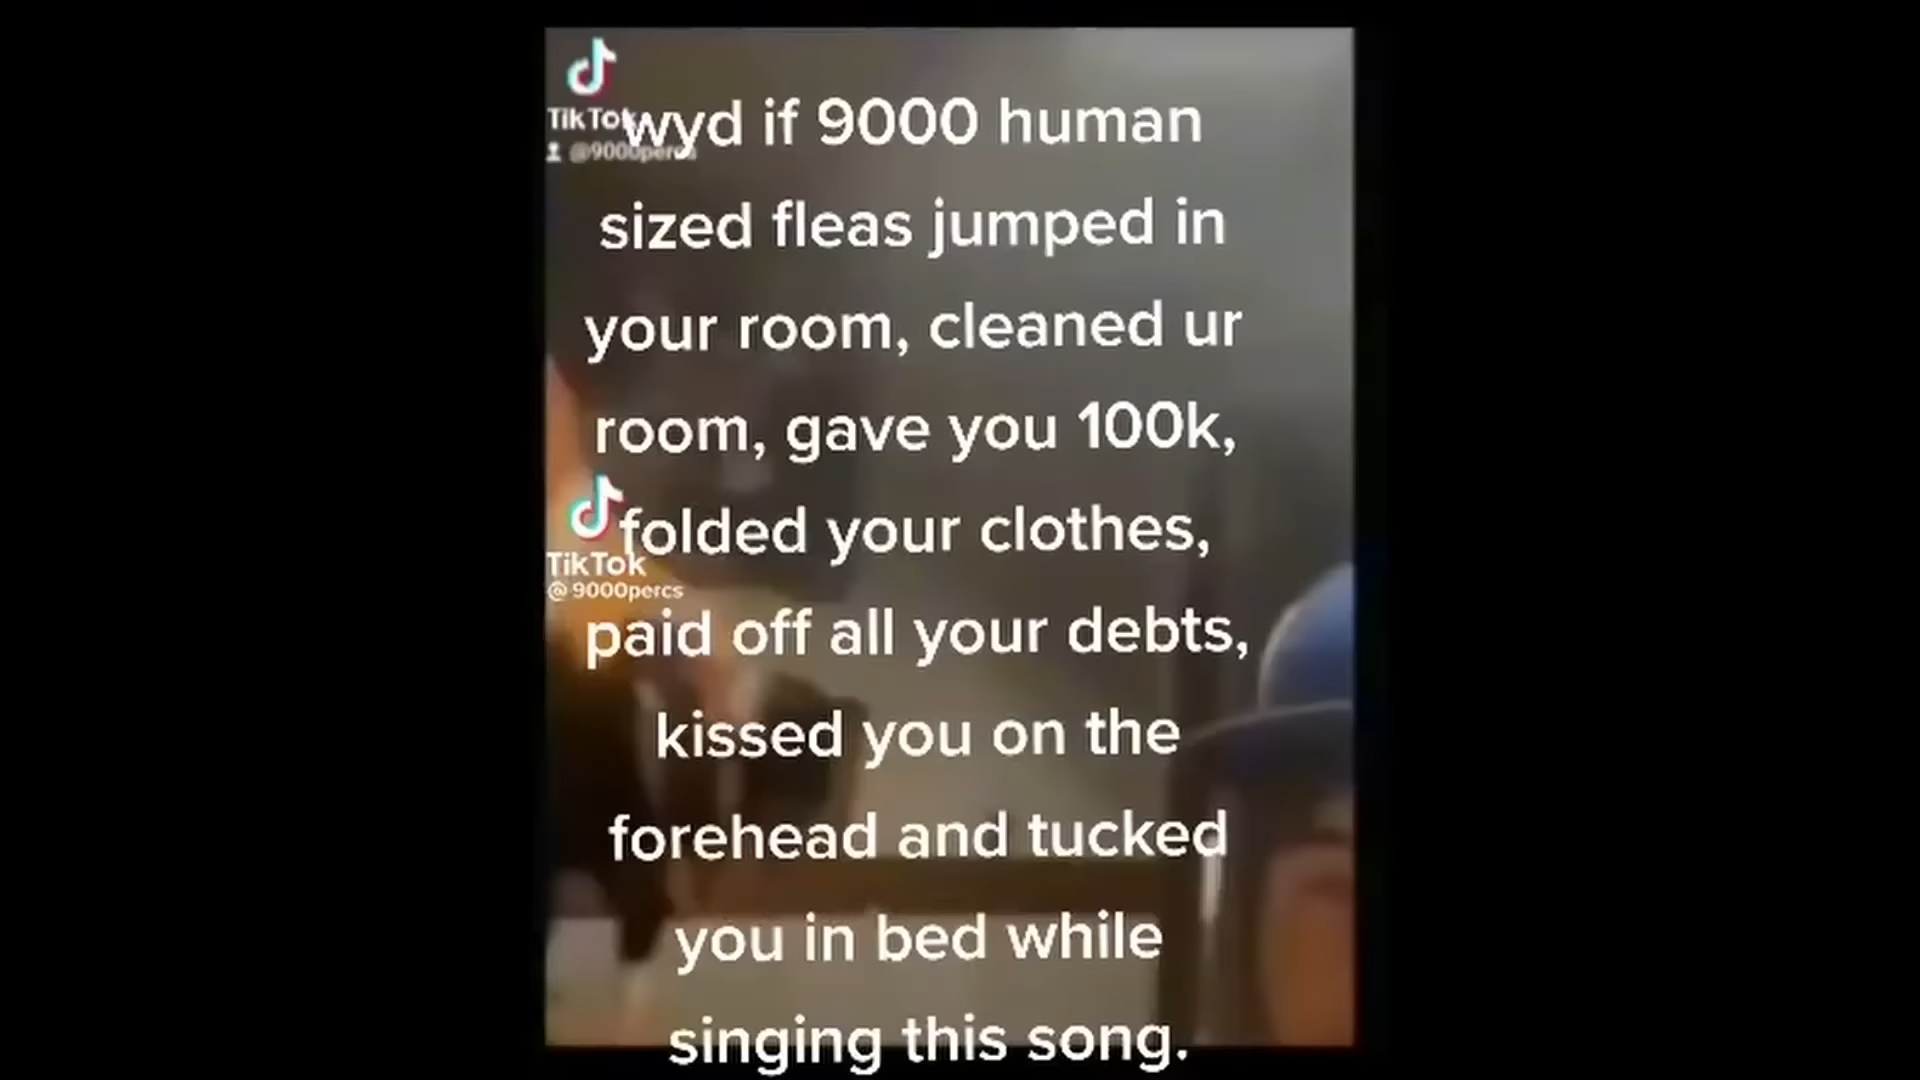 TikTok
@9000percs
wyd if 9000 human
sized fleas jumped in
your room, cleaned ur
room, gave you 100k,
folded your clothes,
TikTok
@9000percs
paid off all your debts,
kissed you on the
forehead and tucked
you in bed while
singing this song.